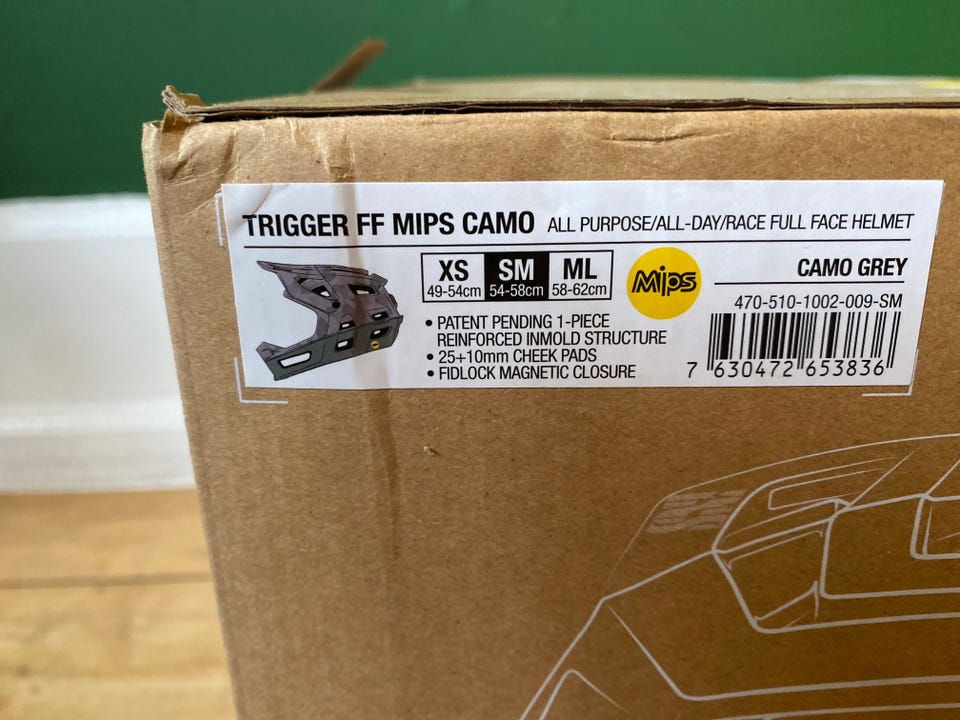 TRIGGER FF MIPS CAMO ALL PURPOSE/ALL-DAY/RACE FULL FACE HELMET
XS SM ML
49-54cm 54-58cm 58-62cm
Mips
CAMO GREY
470-510-1002-009-SM
• PATENT PENDING 1-PIECE
REINFORCED INMOLD STRUCTURE
• 25+10mm CHEEK PADS
• FIDLOCK MAGNETIC CLOSURE
7 630472 653836